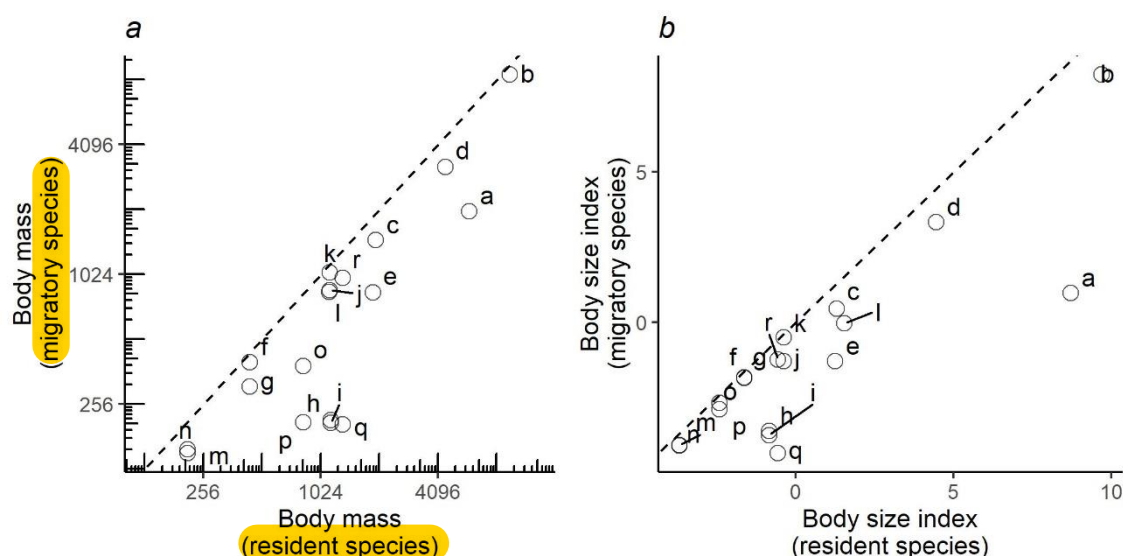 a
b
4096
1024
256
Body mass
(migratory species)
b
d
a
c
k
r
e
j
l
f
o
g
h
i
p
q
n
m
256
1024
4096
Body mass
(resident species)
5
0
Body size index
(migratory species)
b
d
a
c
l
r
k
f
g
j
e
o
i
m
p
h
n
q
0
5
10
Body size index
(resident species)